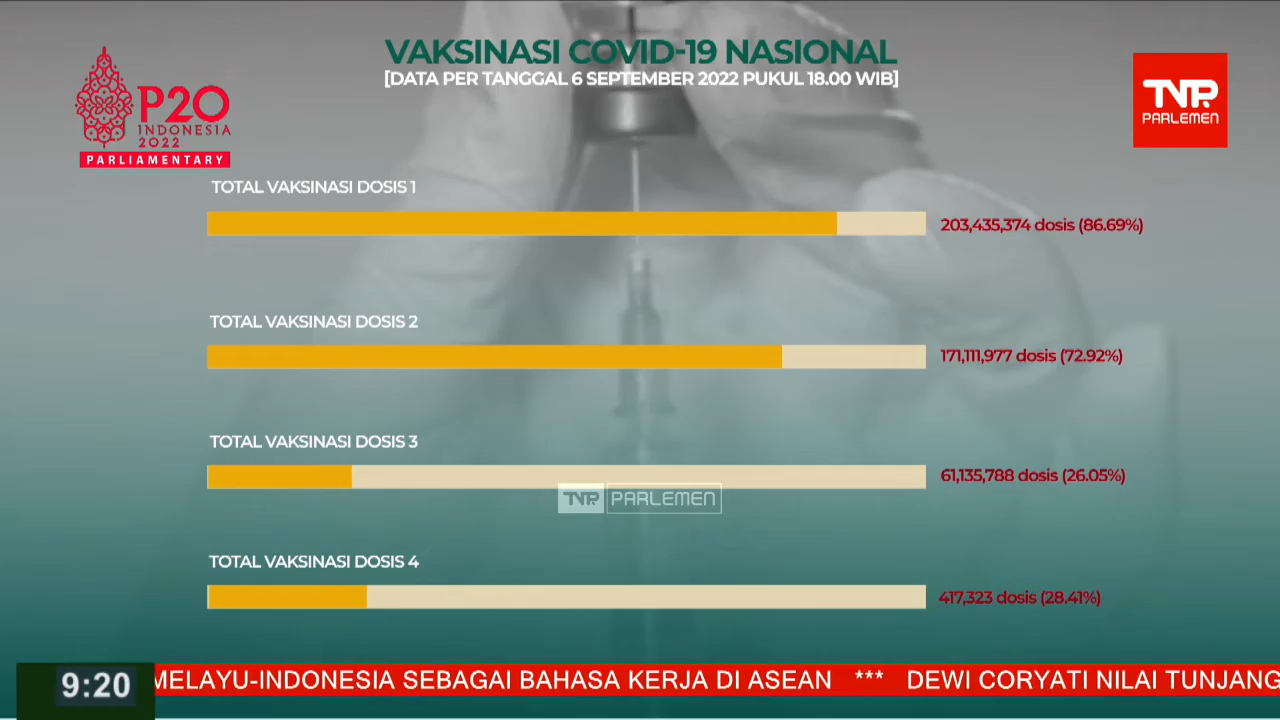 VAKSINASI COVID-19 NASIONAL
[DATA PER TANGGAL 6 SEPTEMBER 2022 PUKUL 18.00 WIB]
P20
INDONESIA
2022
PARLIAMENTARY
TVP.
PARLEMEN
TOTAL VAKSINASI DOSIS 1
203,435,374 dosis (86.69%)
TOTAL VAKSINASI DOSIS 2
171,111,977 dosis (72.92%)
TOTAL VAKSINASI DOSIS 3
61,135,788 dosis (26.05%)
TVP. PARLEMEN
TOTAL VAKSINASI DOSIS 4
417,323 dosis (28.41%)
9:20 MELAYU-INDONESIA SEBAGAI BAHASA KERJA DI ASEAN *** DEWI CORYATI NILAI TUNJANG